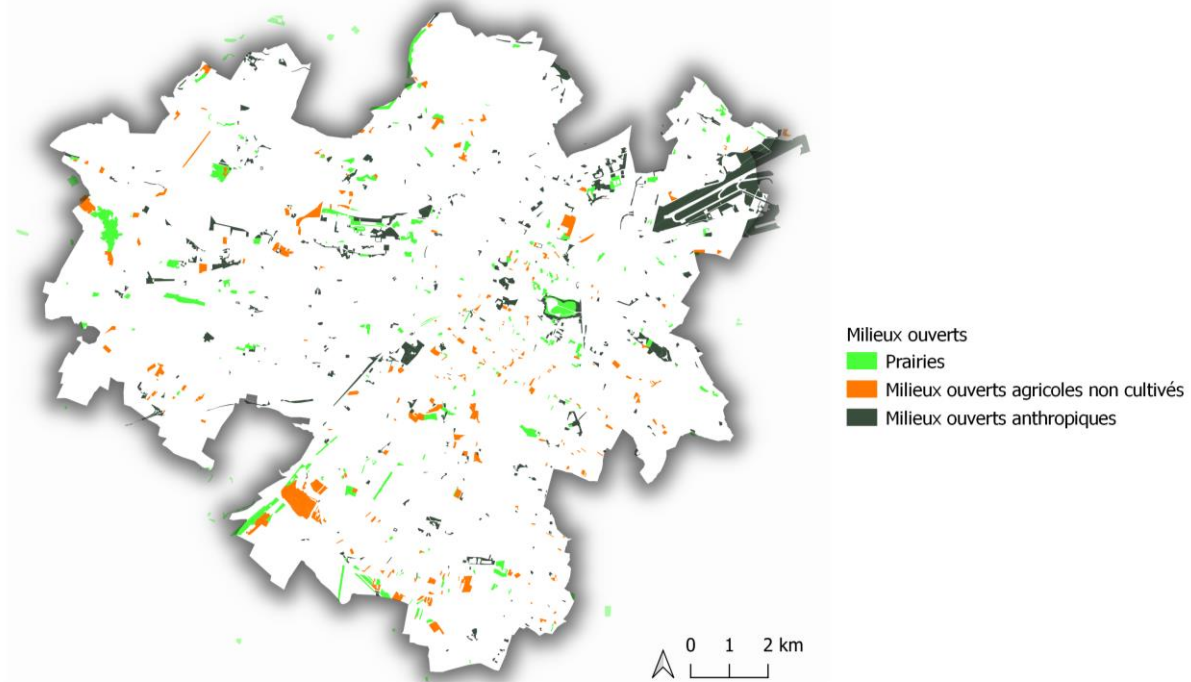 Milieux ouverts
Prairies
Milieux ouverts agricoles non cultivés
Milieux ouverts anthropiques
0 1 2 km